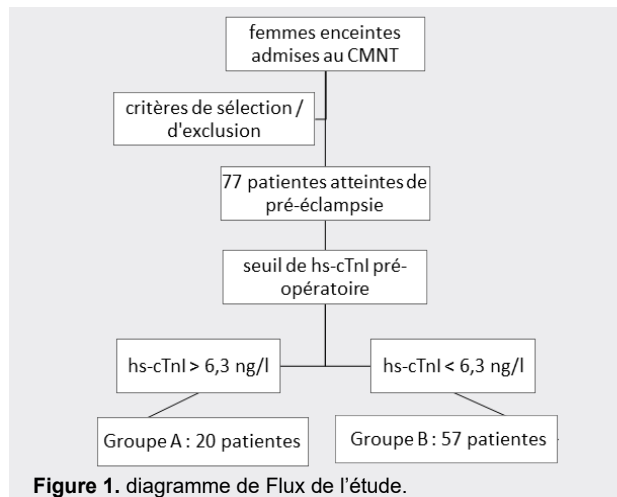 femmes enceintes
admises au CMNT
critères de sélection /
d'exclusion
77 patientes atteintes de
pré-éclampsie
seuil de hs-cTnI pré-
opératoire
hs-cTnI > 6,3 ng/l
hs-cTnI < 6,3 ng/l
Groupe A : 20 patientes
Groupe B : 57 patientes
Figure 1. diagramme de Flux de l'étude.